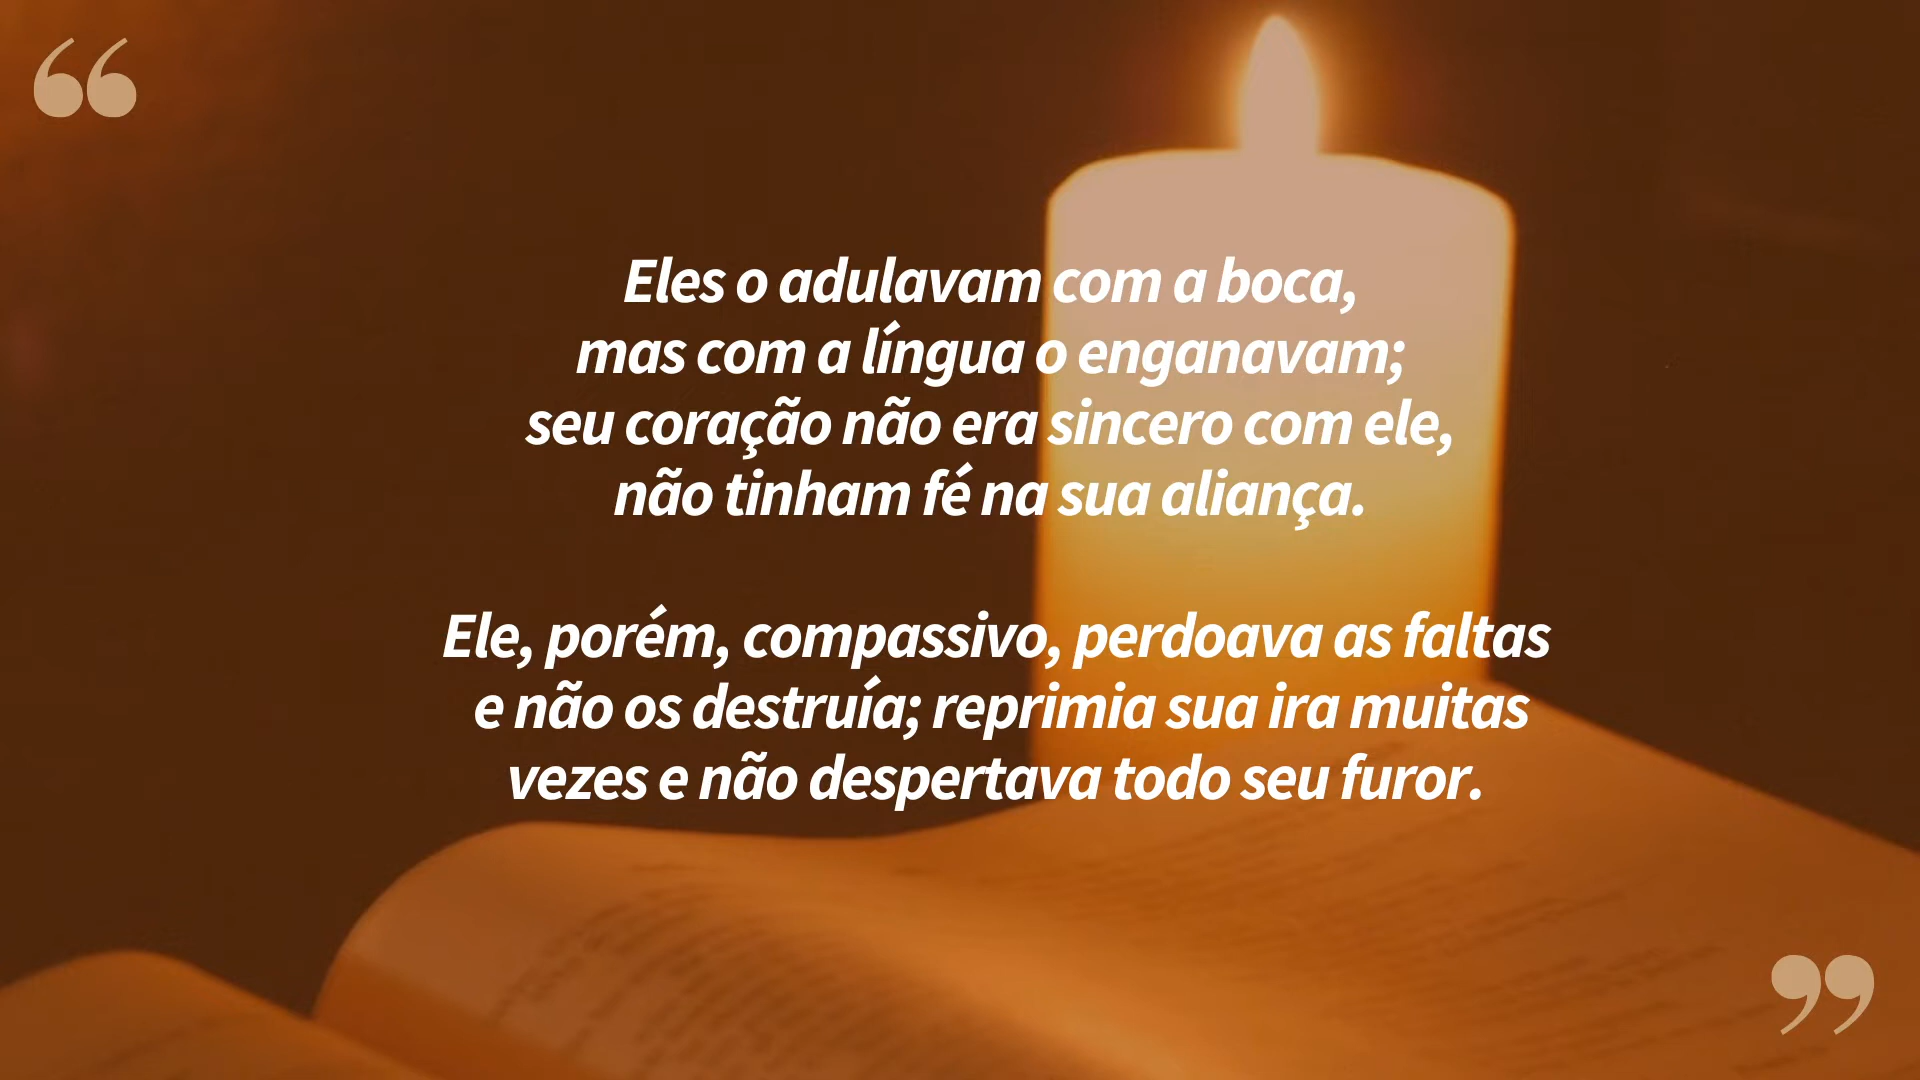 “
Eles o adulavam com a boca,
mas com a língua o enganavam;
seu coração não era sincero com ele,
não tinham fé na sua aliança.
Ele, porém, compassivo, perdoava as faltas
e não os destruía; reprimia sua ira muitas
vezes e não despertava todo seu furor.
”